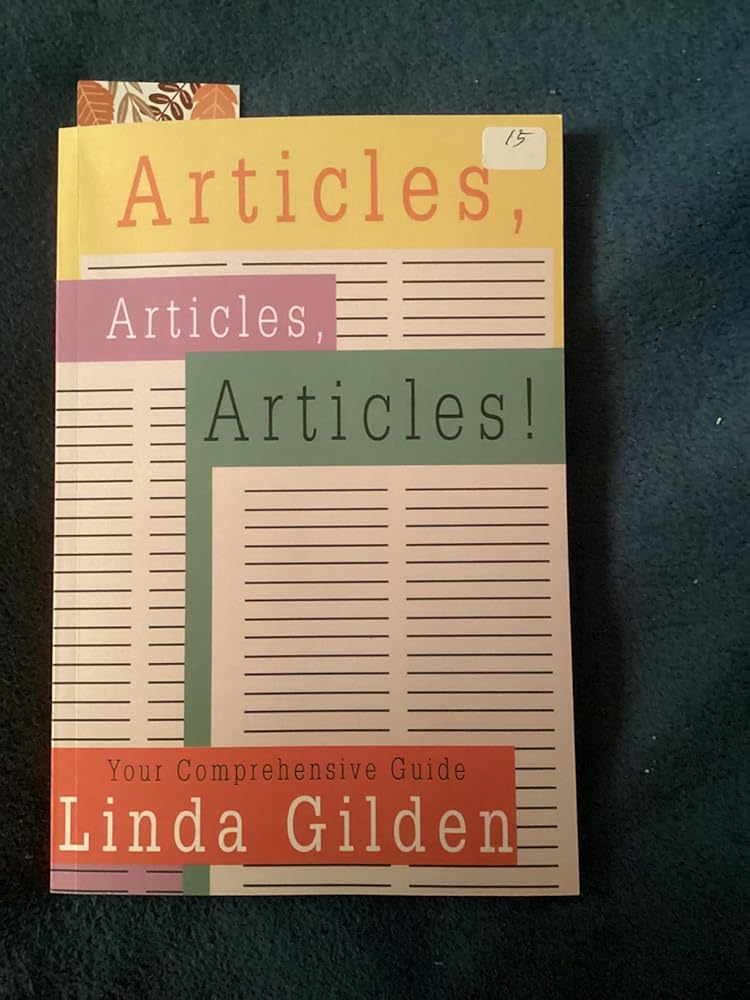 15
Articles,
Articles,
Articles!
Your Comprehensive Guide
Linda Gilden